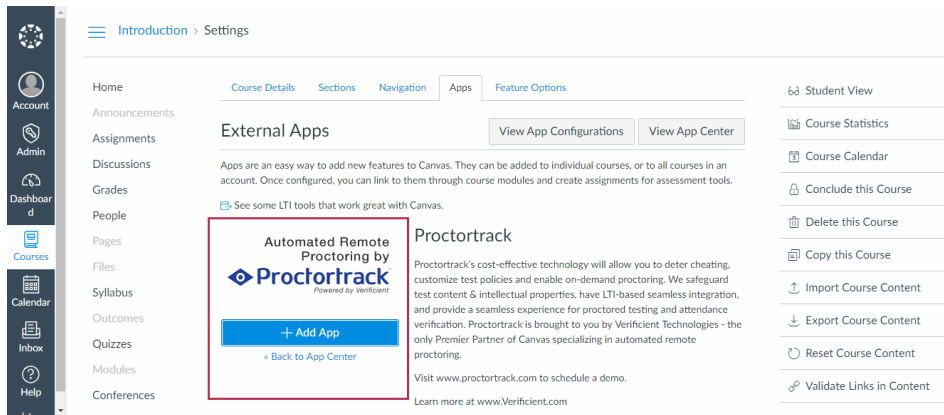 Introduction > Settings
Account
Admin
Dashboar
d
Courses
Calendar
Inbox
Help
Home
Announcements
Assignments
Discussions
Grades
People
Pages
Files
Syllabus
Outcomes
Quizzes
Modules
Conferences
Course Details Sections Navigation Apps Feature Options
External Apps
View App Configurations View App Center
Apps are an easy way to add new features to Canvas. They can be added to individual courses, or to all courses in an
account. Once configured, you can link to them through course modules and create assignments for assessment tools.
See some LTI tools that work great with Canvas.
Automated Remote
Proctoring by
Proctortrack
Powered by Verificient
+ Add App
« Back to App Center
Proctortrack
Proctortrack's cost-effective technology will allow you to deter cheating,
customize test policies and enable on-demand proctoring. We safeguard
test content & intellectual properties, have LTI-based seamless integration,
and provide a seamless experience for proctored testing and attendance
verification. Proctortrack is brought to you by Verificient Technologies - the
only Premier Partner of Canvas specializing in automated remote
proctoring.
Visit www.proctortrack.com to schedule a demo.
Learn more at www.Verificient.com
Student View
Course Statistics
Course Calendar
Conclude this Course
Delete this Course
Copy this Course
Import Course Content
Export Course Content
Reset Course Content
Validate Links in Content